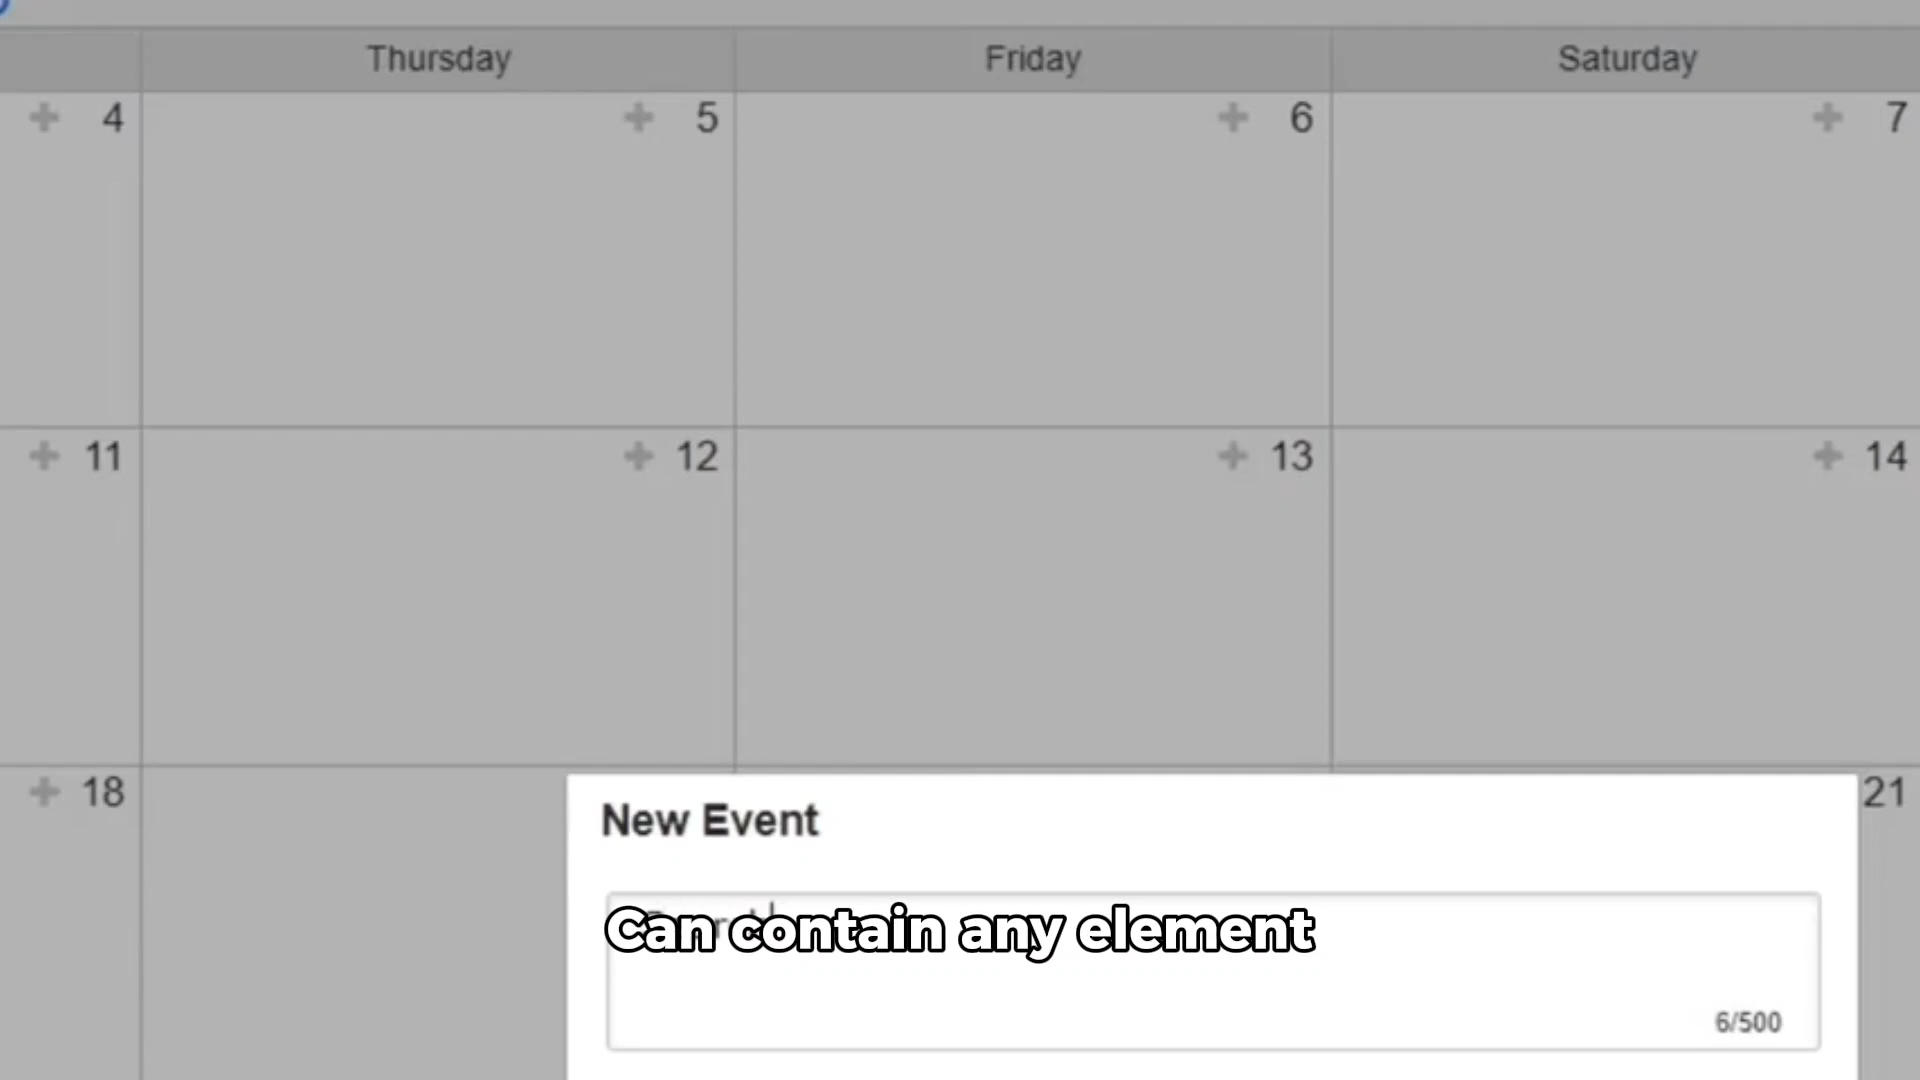 Thursday Friday Saturday
4 5 6 7
11 12 13 14
18 21
New Event
Can contain any element
6/500